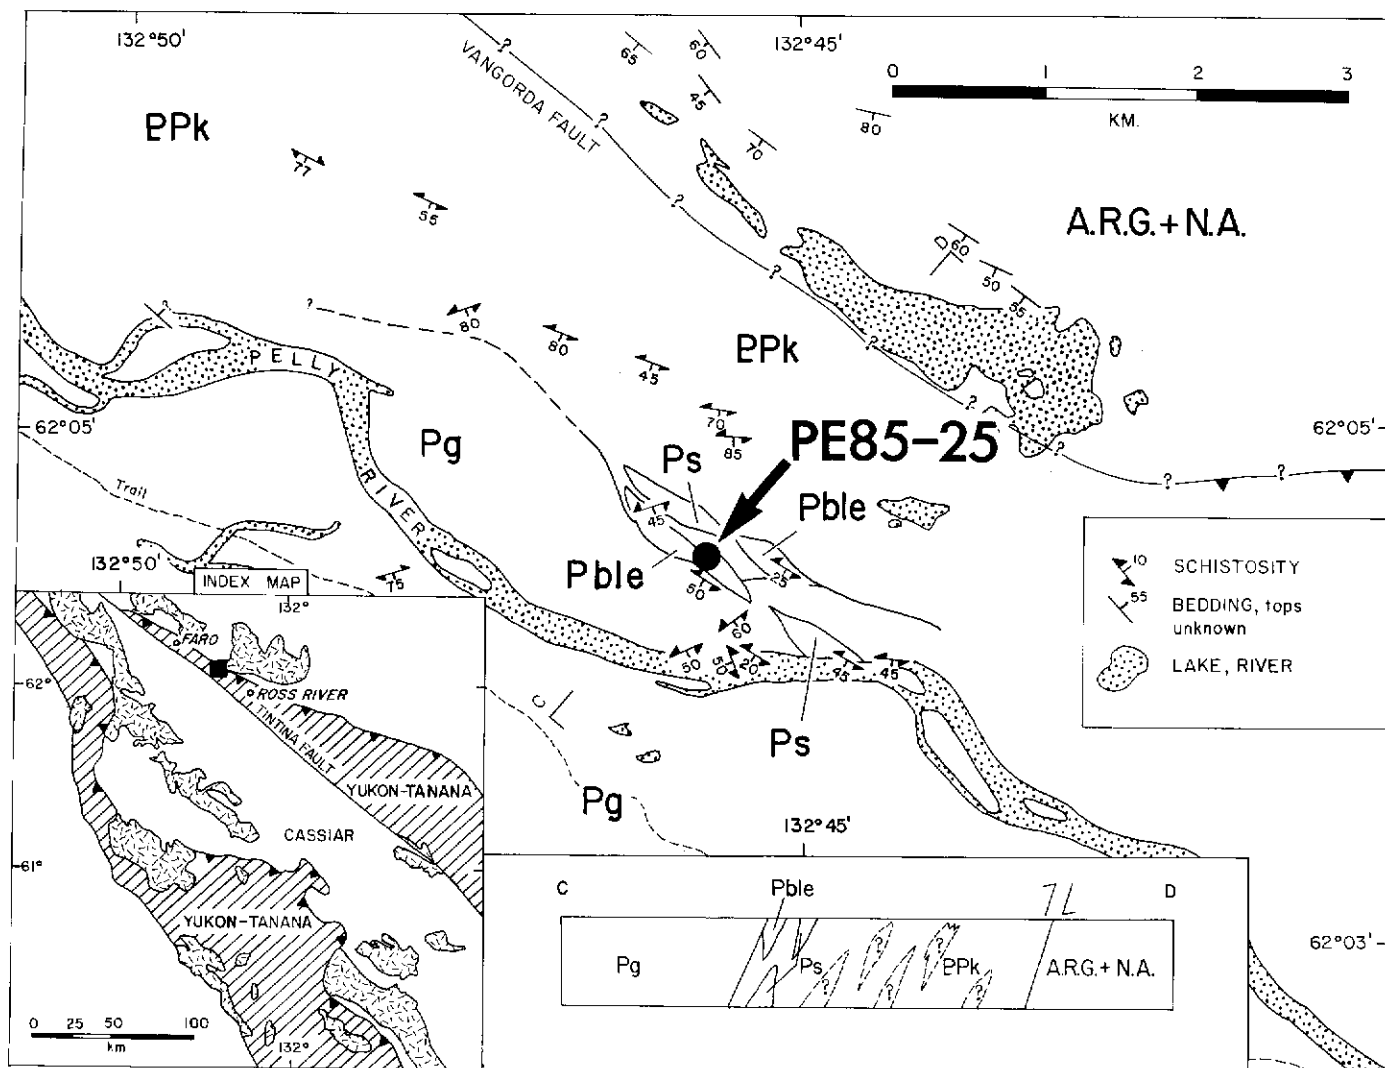 132°50'
132°45'
VANGORDA FAULT
?
?
?
?
?
?
?
?
?
65
60
45
70
80
0 1 2 3
KM.
ƤPk
77
55
A.R.G.+N.A.
D
60
50
35
?
?
80
80
45
70
85
ƤPk
PELLY
RIVER
62°05'
62°05'
Pg
Ps
PE85-25
Trail
45
Pble
Pble
50
25
132°50'
75
60
50
50
20
45
45
10
SCHISTOSITY
55
BEDDING, tops
unknown
LAKE, RIVER
INDEX MAP
132°
FARO
62°
ROSS RIVER
TINTINA FAULT
YUKON-TANANA
CASSIAR
61°
YUKON-TANANA
0 25 50 100
km
132°
C
Ps
Pg
132°45'
C
Pble
D
Pg
Ps
?
?
?
?
ƤPk
?
A.R.G.+N.A.
62°03'